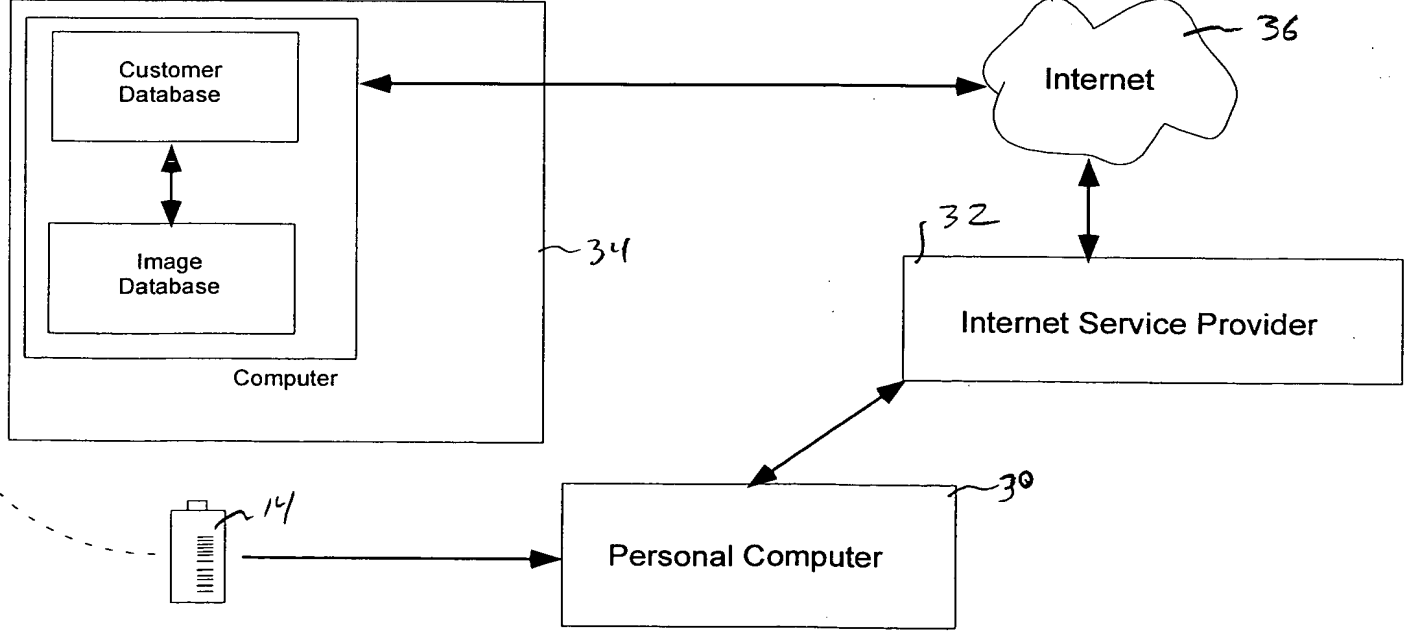 Customer
Database
36
Internet
32
34
Image
Database
Internet Service Provider
Computer
14
30
Personal Computer